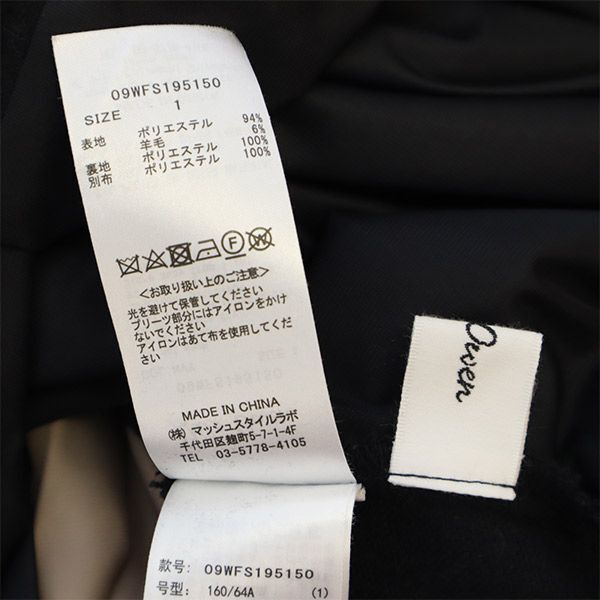 09WFS195150
SIZE 1
表地 ポリエステル 94%
羊毛 6%
裏地 ポリエステル 100%
別布 ポリエステル 100%
<お取り扱い上のご注意>
光を避けて保管してください
プリーツ部分にはアイロンをかけ
ないでください
アイロンはあて布を使用してくだ
さい
MADE IN CHINA
(株)マッシュスタイルラボ
千代田区麹町5-7-1-4F
TEL 03-5778-4105
Owen
款号: 09WFS195150
号型: 160/64A (1)